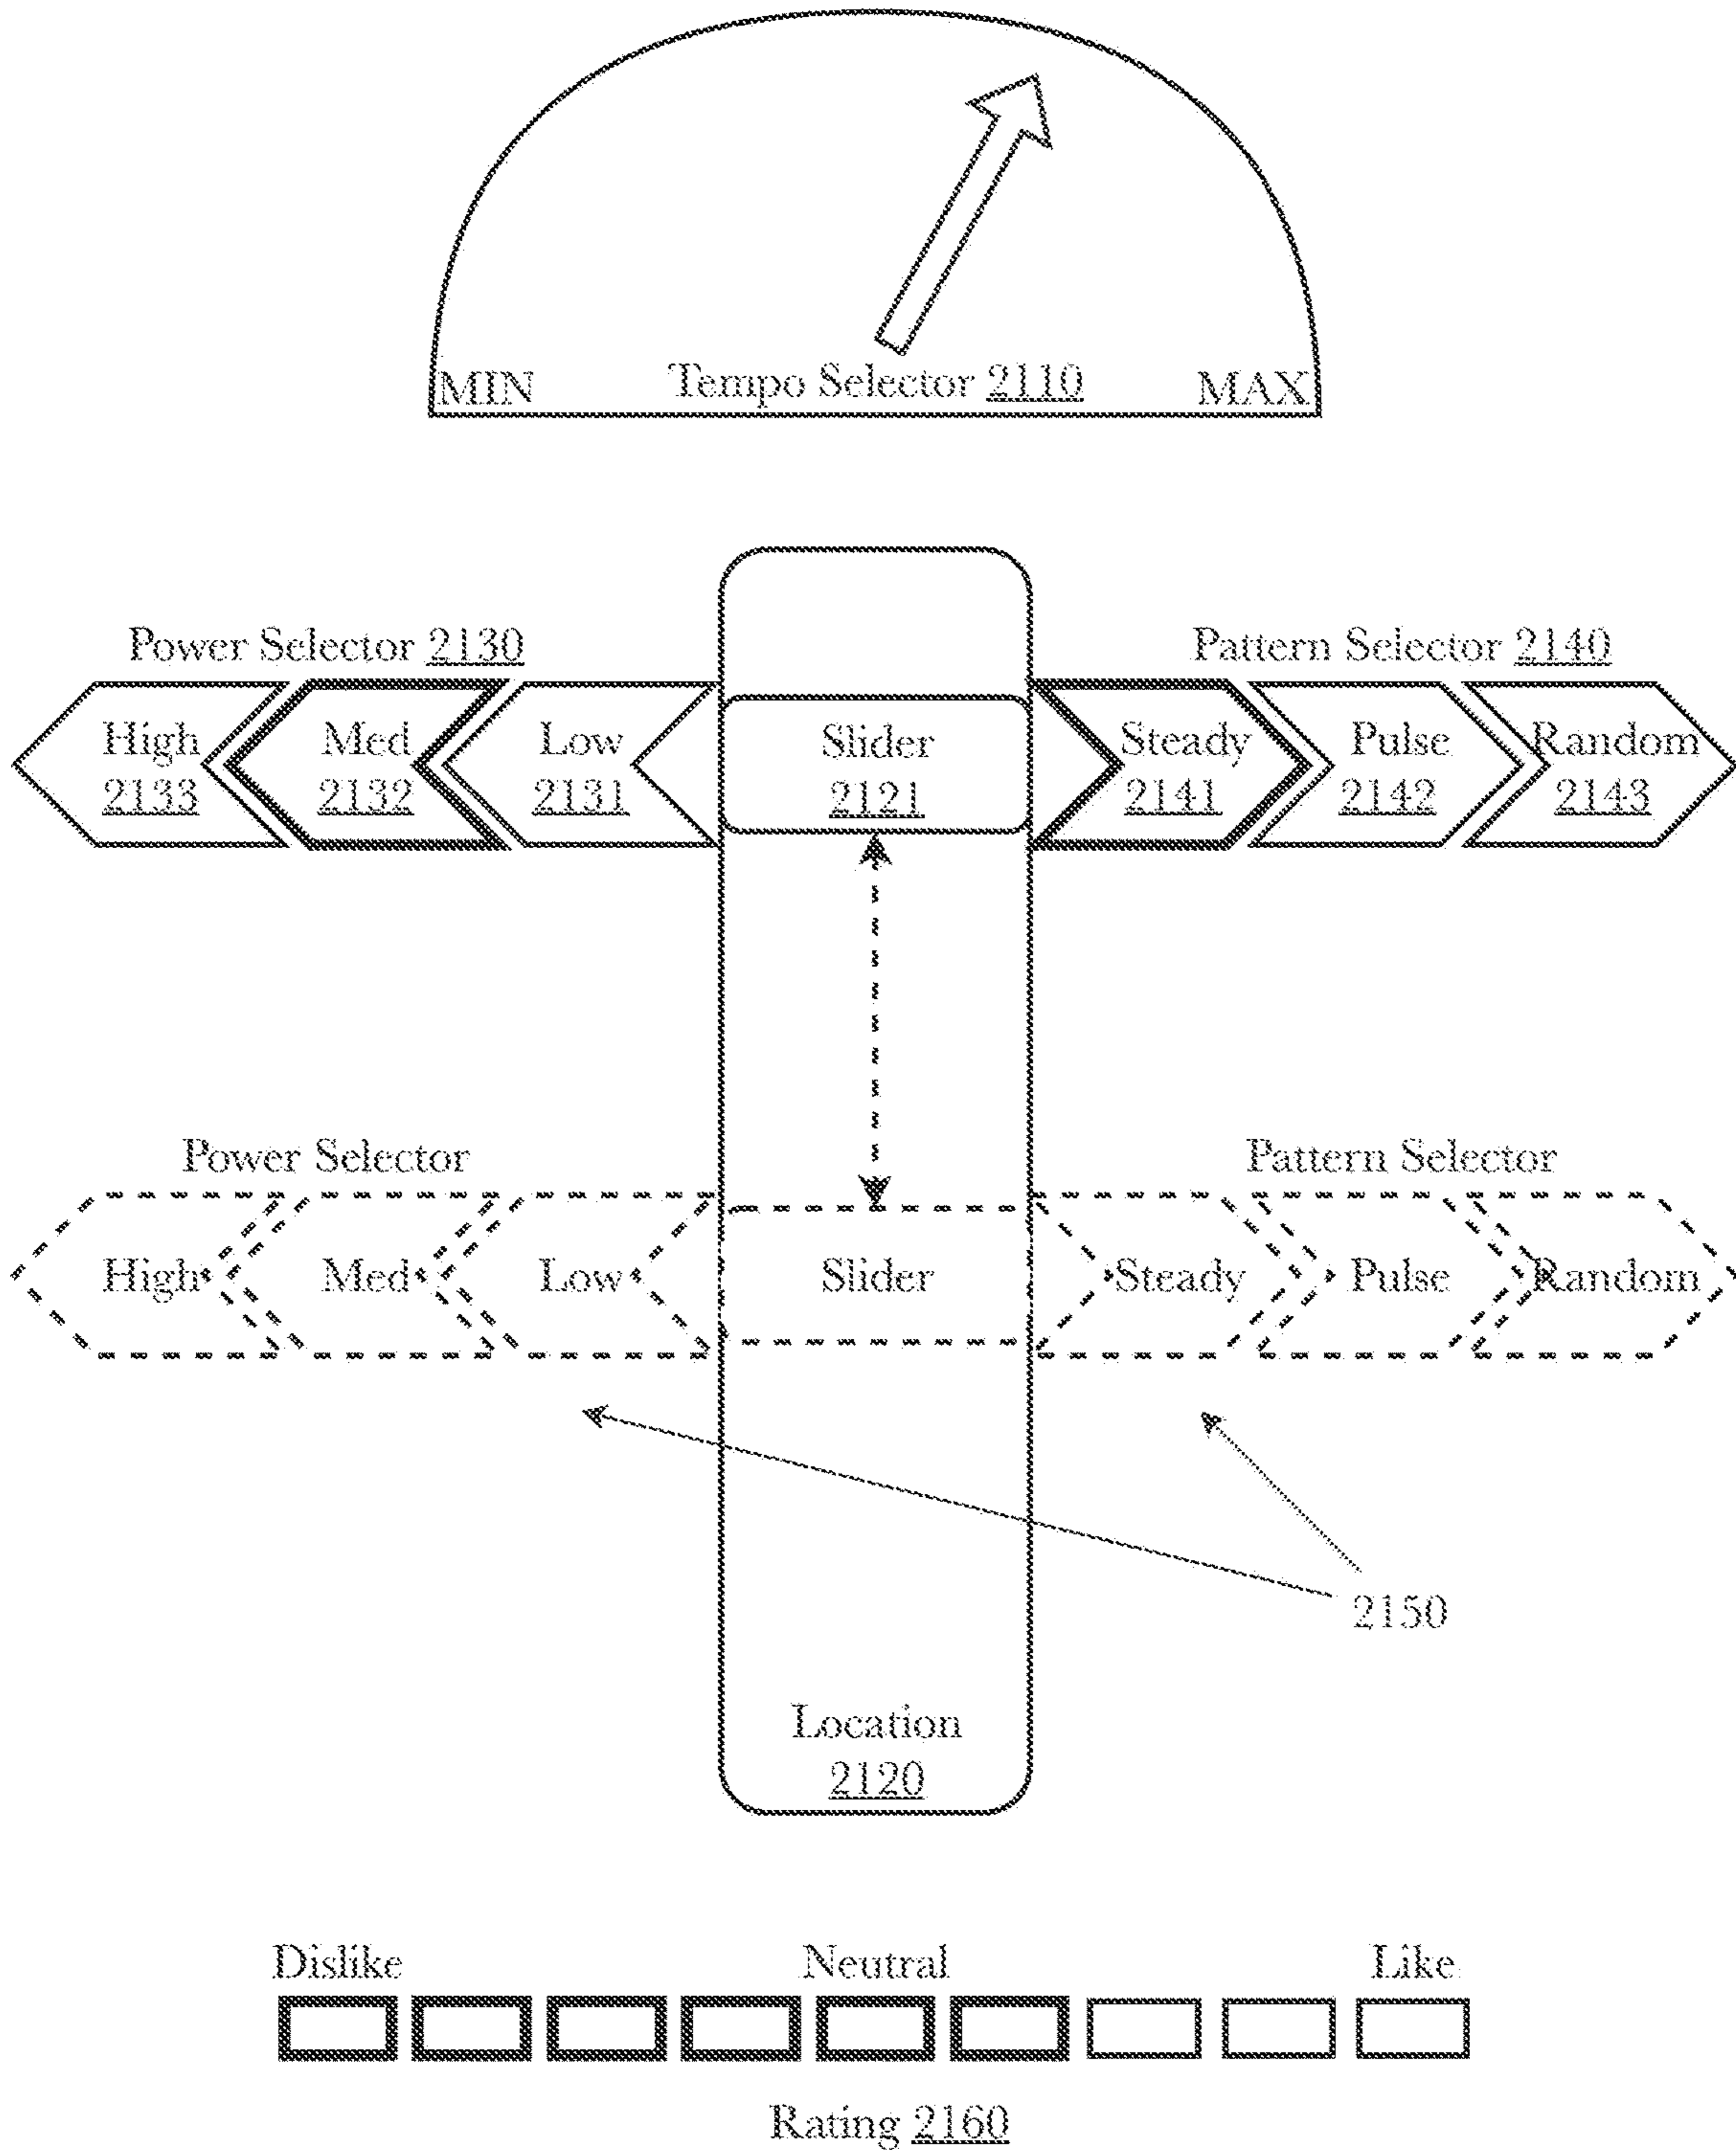 MIN Tempo Selector 2110 MAX
Power Selector 2130
Pattern Selector 2140
High
2133
Med
2132
Low
2131
Slider
2121
Steady
2141
Pulse
2142
Random
2143
Power Selector
Pattern Selector
High Med Low Slider Steady Pulse Random
2150
Location
2120
Dislike Neutral Like
Rating 2160